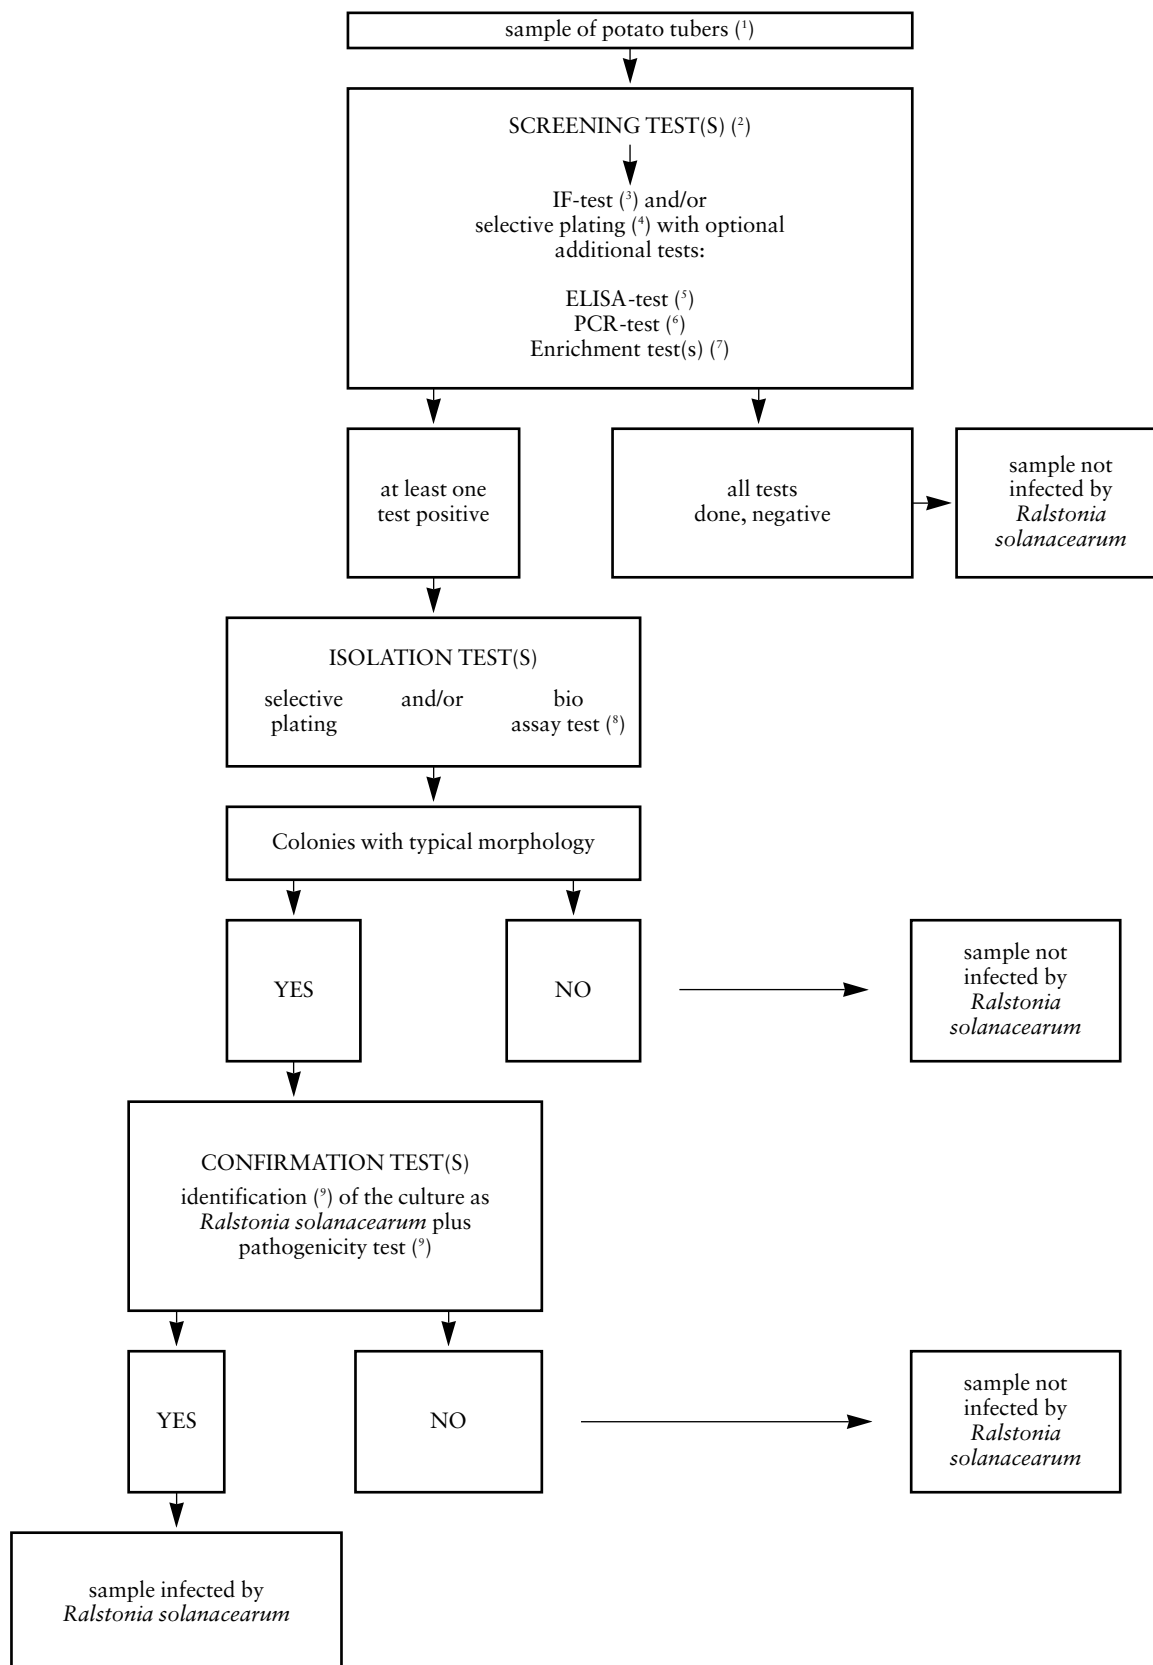 sample of potato tubers (¹)
SCREENING TEST(S) (²)
IF-test (³) and/or
selective plating (⁴) with optional
additional tests:
ELISA-test (⁵)
PCR-test (⁶)
Enrichment test(s) (⁷)
at least one
test positive
all tests
done, negative
sample not
infected by
Ralstonia
solanacearum
ISOLATION TEST(S)
selective and/or bio
plating assay test (⁸)
Colonies with typical morphology
YES
NO
sample not
infected by
Ralstonia
solanacearum
CONFIRMATION TEST(S)
identification (⁹) of the culture as
Ralstonia solanacearum plus
pathogenicity test (⁹)
YES
NO
sample not
infected by
Ralstonia
solanacearum
sample infected by
Ralstonia solanacearum